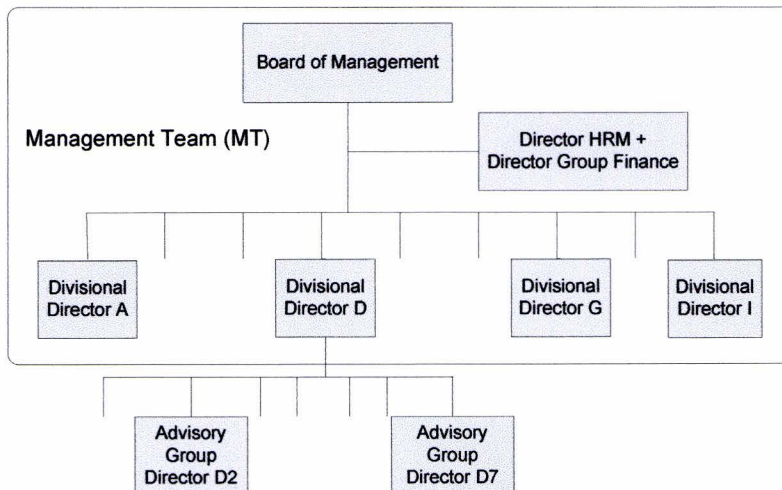 Board of Management
Management Team (MT)
Director HRM +
Director Group Finance
Divisional
Director A
Divisional
Director D
Divisional
Director G
Divisional
Director I
Advisory
Group
Director D2
Advisory
Group
Director D7